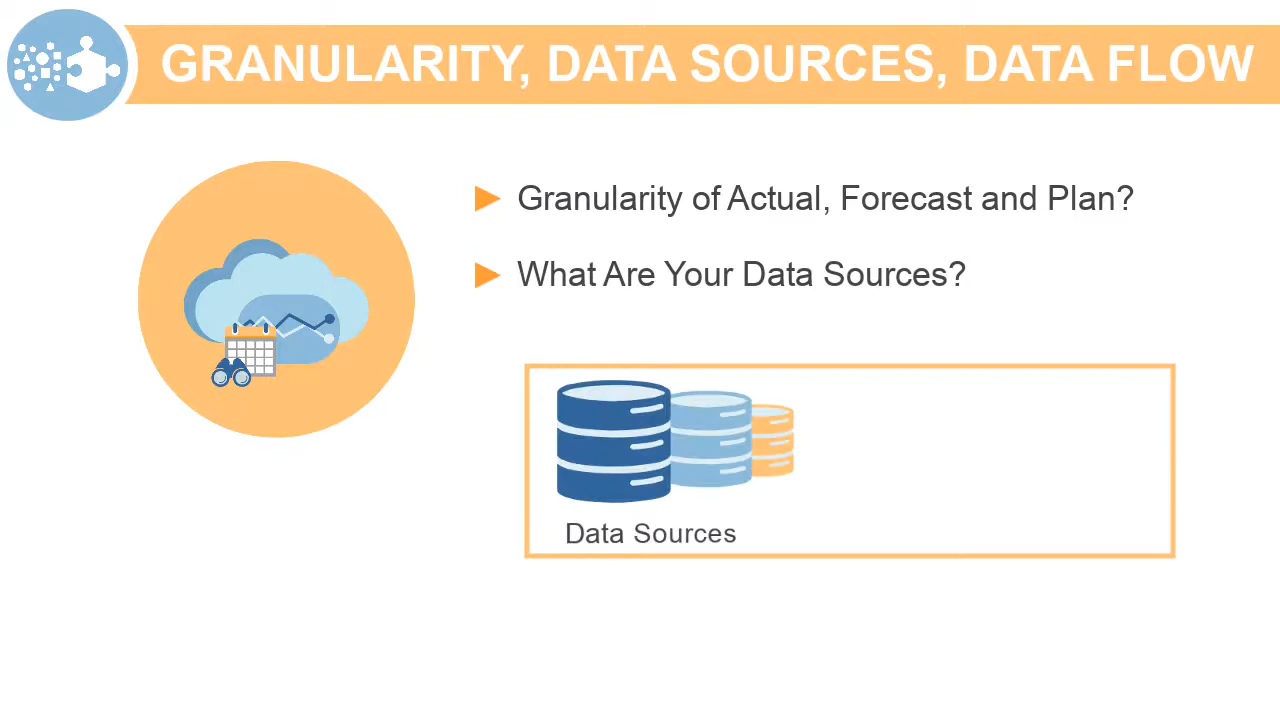 GRANULARITY, DATA SOURCES, DATA FLOW
Granularity of Actual, Forecast and Plan?
What Are Your Data Sources?
Data Sources